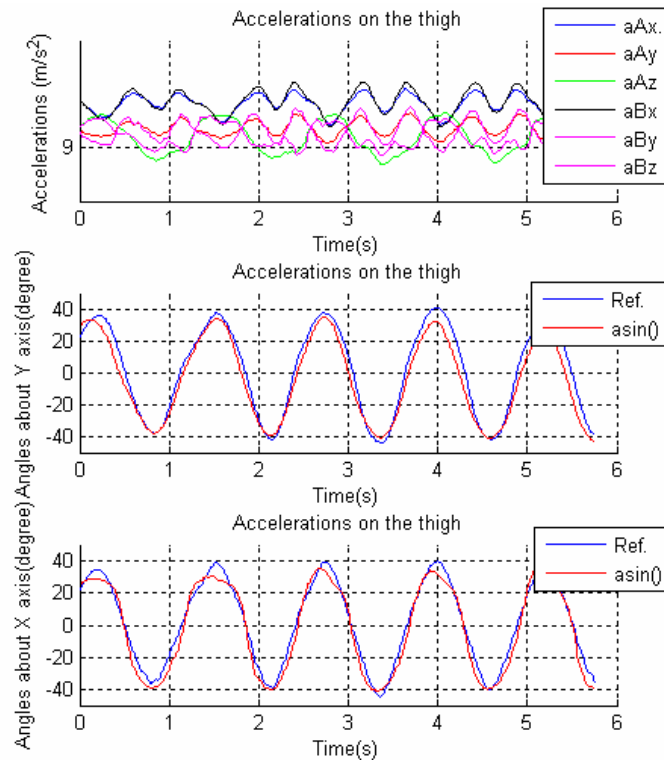 Accelerations on the thigh
Accelerations (m/s²)
9
0 1 2 3 4 5 6
Time(s)
aAx.
aAy
aAz
aBx
aBy
aBz
Accelerations on the thigh
Angles about Y axis(degree)
40
20
0
-20
-40
0 1 2 3 4 5 6
Time(s)
Ref.
asin()
Accelerations on the thigh
Angles about X axis(degree)
40
20
0
-20
-40
0 1 2 3 4 5 6
Time(s)
Ref.
asin()